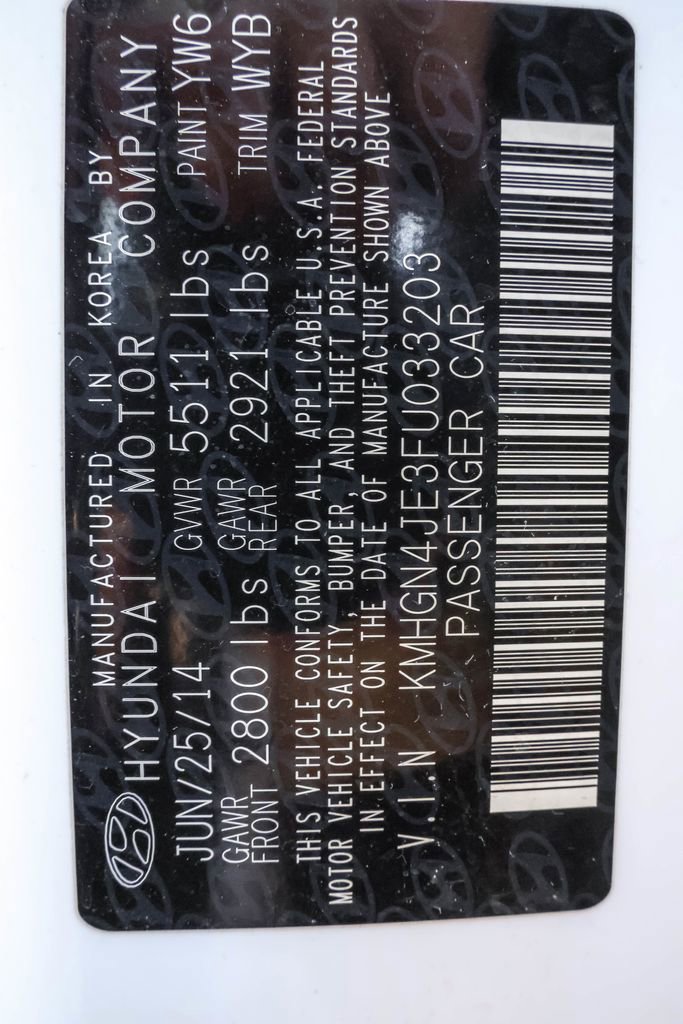 MANUFACTURED IN KOREA BY
HYUNDAI MOTOR COMPANY
JUN/25/14 GVWR 5511 lbs PAINT YW6
GAWR FRONT 2800 lbs GAWR REAR 2921 lbs TRIM WYB
THIS VEHICLE CONFORMS TO ALL APPLICABLE U.S.A. FEDERAL
MOTOR VEHICLE SAFETY, BUMPER, AND THEFT PREVENTION STANDARDS
IN EFFECT ON THE DATE OF MANUFACTURE SHOWN ABOVE
V.I.N KMHGN4JE3FU033203
PASSENGER CAR